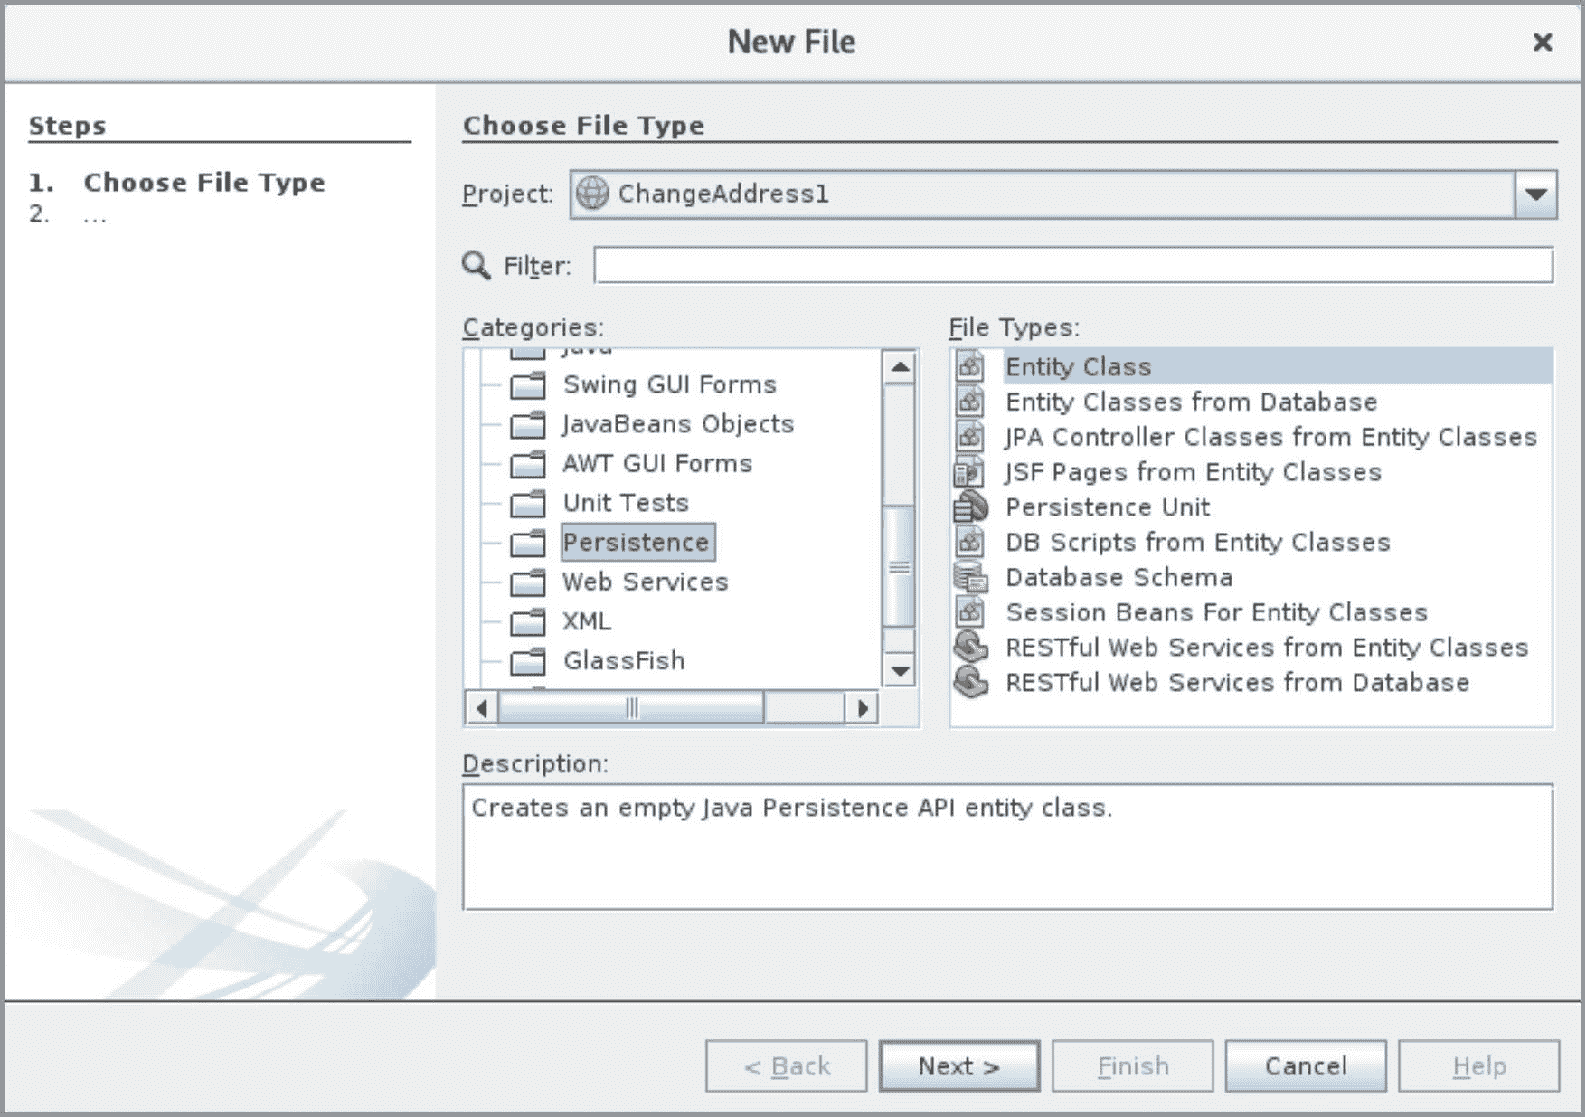 New File
Steps
1. Choose File Type
2. ...
Choose File Type
Project: ChangeAddress1
Filter:
Categories:
Java
Swing GUI Forms
JavaBeans Objects
AWT GUI Forms
Unit Tests
Persistence
Web Services
XML
GlassFish
File Types:
Entity Class
Entity Classes from Database
JPA Controller Classes from Entity Classes
JSF Pages from Entity Classes
Persistence Unit
DB Scripts from Entity Classes
Database Schema
Session Beans For Entity Classes
RESTful Web Services from Entity Classes
RESTful Web Services from Database
Description:
Creates an empty Java Persistence API entity class.
< Back Next > Finish Cancel Help